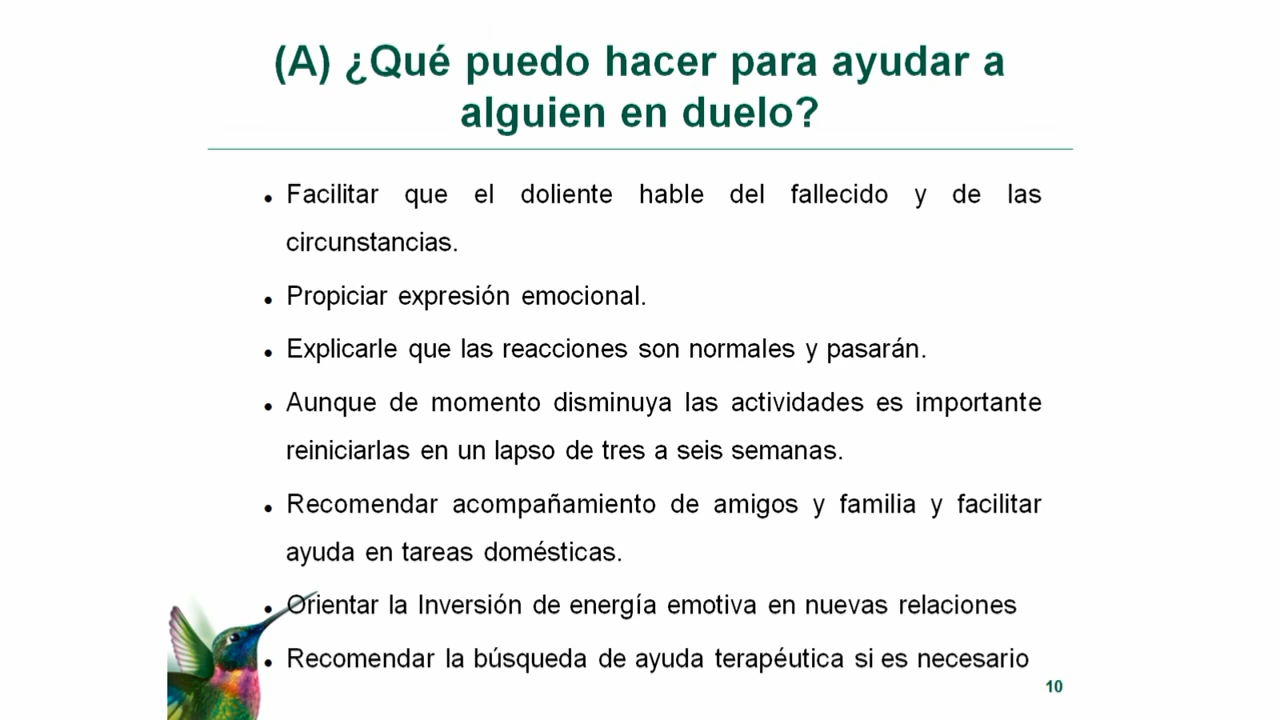 (A) ¿Qué puedo hacer para ayudar a
alguien en duelo?
• Facilitar que el doliente hable del fallecido y de las
circunstancias.
• Propiciar expresión emocional.
• Explicarle que las reacciones son normales y pasarán.
• Aunque de momento disminuya las actividades es importante
reiniciarlas en un lapso de tres a seis semanas.
• Recomendar acompañamiento de amigos y familia y facilitar
ayuda en tareas domésticas.
• Orientar la Inversión de energía emotiva en nuevas relaciones
• Recomendar la búsqueda de ayuda terapéutica si es necesario
10